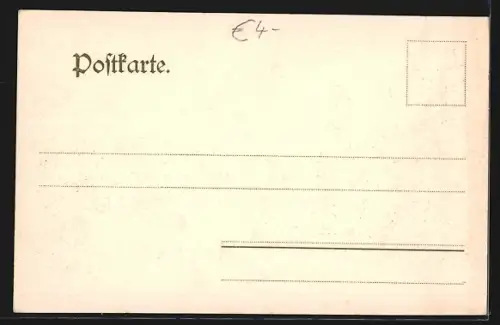 €4-
Postkarte.